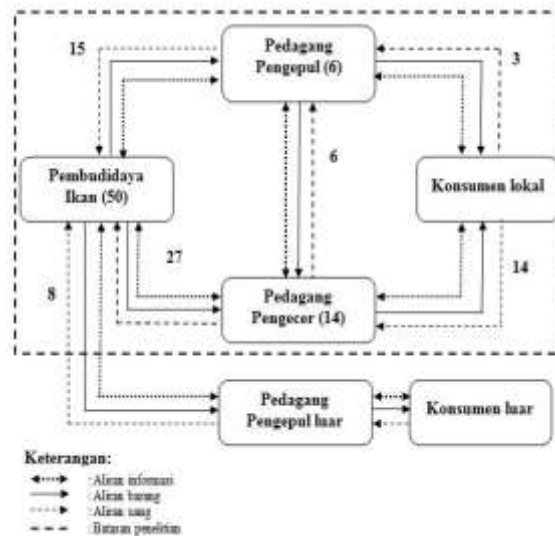 15
Pedagang
Pengepul (6)
3
6
Pembudidaya
Ikan (50)
Konsumen lokal
27
14
8
Pedagang
Pengecer (14)
Pedagang
Pengepul luar
Konsumen luar
Keterangan:
: Aliran informasi
: Aliran barang
: Aliran uang
: Batasan penelitian